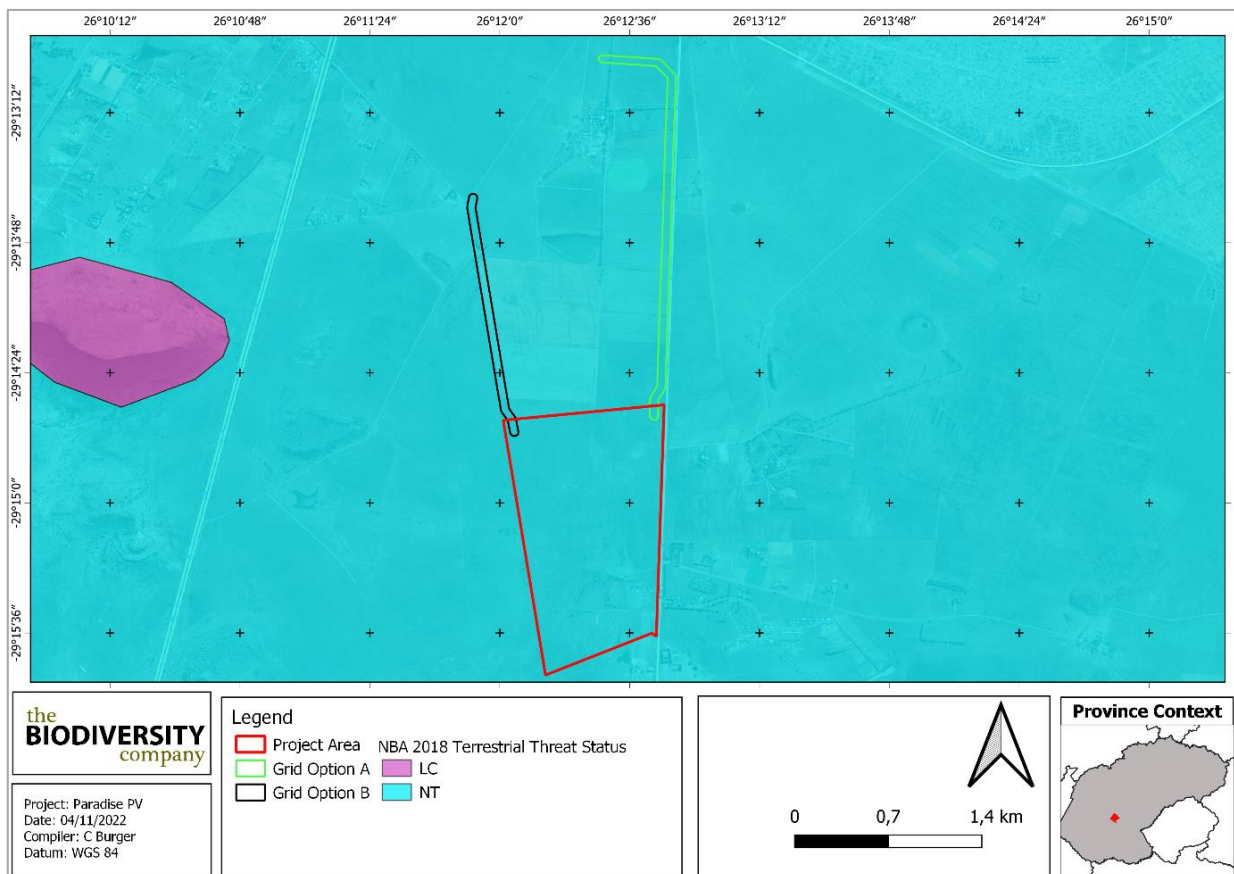 26°10′12″ 26°10′48″ 26°11′24″ 26°12′0″ 26°12′36″ 26°13′12″ 26°13′48″ 26°14′24″ 26°15′0″
-29°13′12″
-29°13′48″
-29°14′24″
-29°15′0″
-29°15′36″
the
BIODIVERSITY
company
Project: Paradise PV
Date: 04/11/2022
Compiler: C Burger
Datum: WGS 84
Legend
Project Area
Grid Option A
Grid Option B
NBA 2018 Terrestrial Threat Status
LC
NT
0 0,7 1,4 km
Province Context